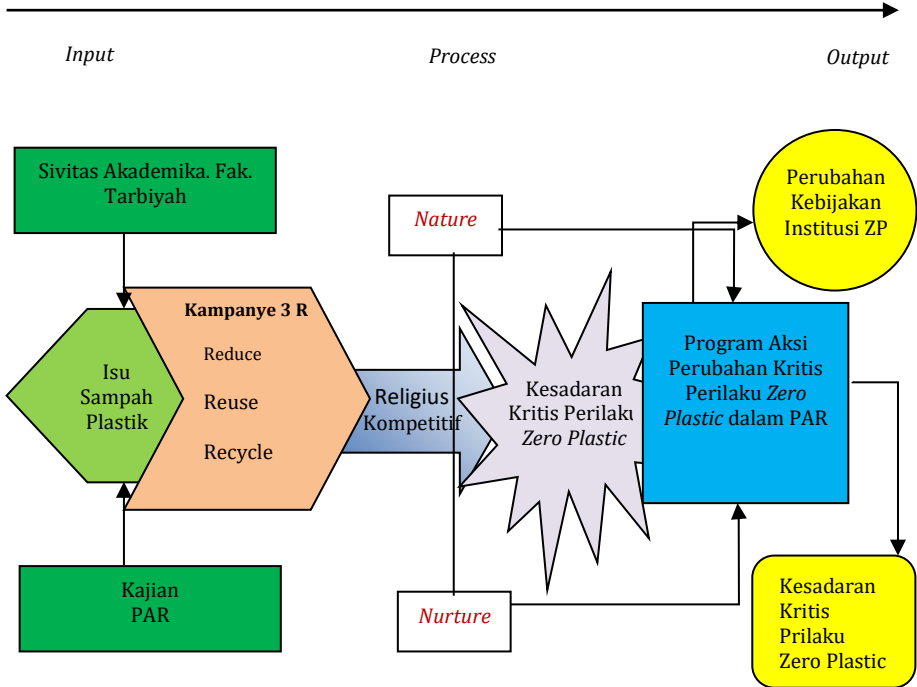 Input
Process
Output
Sivitas Akademika. Fak.
Tarbiyah
Isu
Sampah
Plastik
Kajian
PAR
Kampanye 3 R
Reduce
Reuse
Recycle
Religius
Kompetitif
Nature
Nurture
Kesadaran
Kritis Perilaku
Zero Plastic
Program Aksi
Perubahan Kritis
Perilaku Zero
Plastic dalam PAR
Perubahan
Kebijakan
Institusi ZP
Kesadaran
Kritis
Prilaku
Zero Plastic